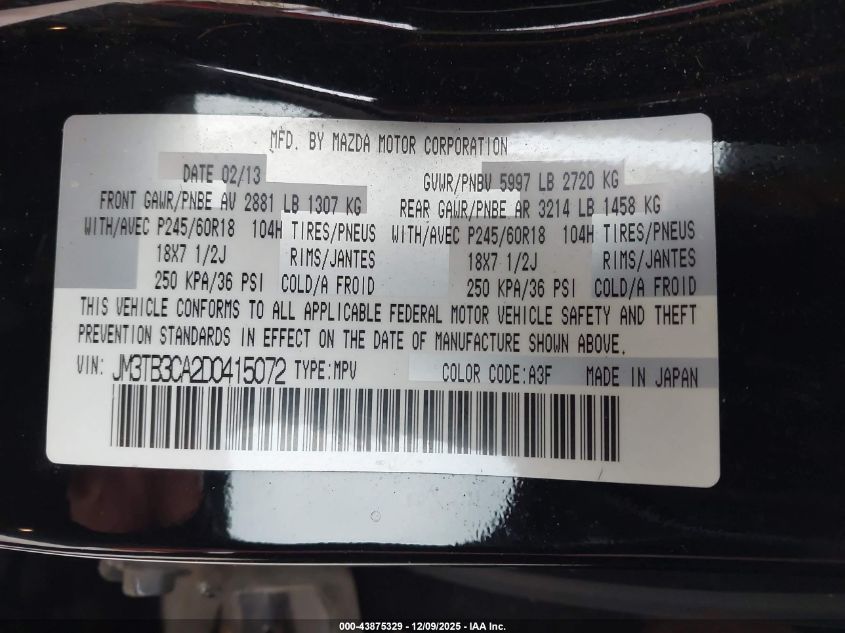 MFD. BY MAZDA MOTOR CORPORATION
DATE 02/13 GVWR/PNBV 5997 LB 2720 KG
FRONT GAWR/PNBE AV 2881 LB 1307 KG REAR GAWR/PNBE AR 3214 LB 1458 KG
WITH/AVEC P245/60R18 104H TIRES/PNEUS WITH/AVEC P245/60R18 104H TIRES/PNEUS
18X7 1/2J RIMS/JANTES 18X7 1/2J RIMS/JANTES
250 KPA/36 PSI COLD/A FROID 250 KPA/36 PSI COLD/A FROID
THIS VEHICLE CONFORMS TO ALL APPLICABLE FEDERAL MOTOR VEHICLE SAFETY AND THEFT
PREVENTION STANDARDS IN EFFECT ON THE DATE OF MANUFACTURE SHOWN ABOVE.
VIN: JM3TB3CA2D0415072 TYPE:MPV COLOR CODE:A3F MADE IN JAPAN
000-43875329 - 12/09/2025 - IAA Inc.